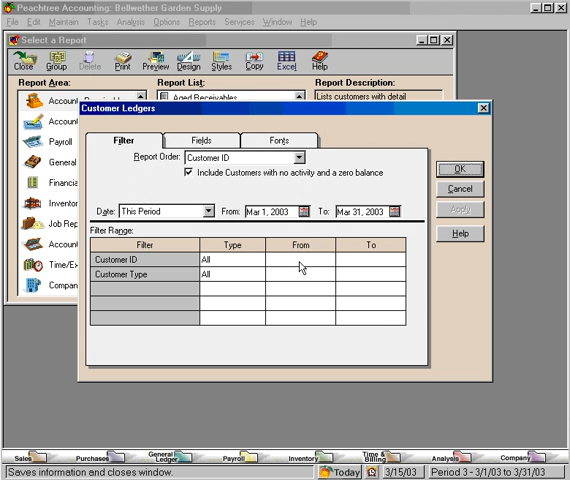 Peachtree Accounting: Bellwether Garden Supply
File Edit Maintain Tasks Analysis Options Reports Services Window Help
Select a Report
Close Group Delete Print Preview Design Styles Copy Excel Help
Report Area: Report List: Report Description:
Aged Receivables Lists customers with detail
Customer Ledgers
Filter Fields Fonts
Report Order: Customer ID
Include Customers with no activity and a zero balance
Date: This Period From: Mar 1, 2003 To: Mar 31, 2003
Filter Range:
Filter Type From To
Customer ID All
Customer Type All
OK
Cancel
Apply
Help
Accoun
Payroll
General
Financia
Inventor
Job Rep
Accoun
Time/Ex
Compan
Sales Purchases General Ledger Payroll Inventory Time & Billing Analysis Company
Saves information and closes window. Today 3/15/03 Period 3 - 3/1/03 to 3/31/03